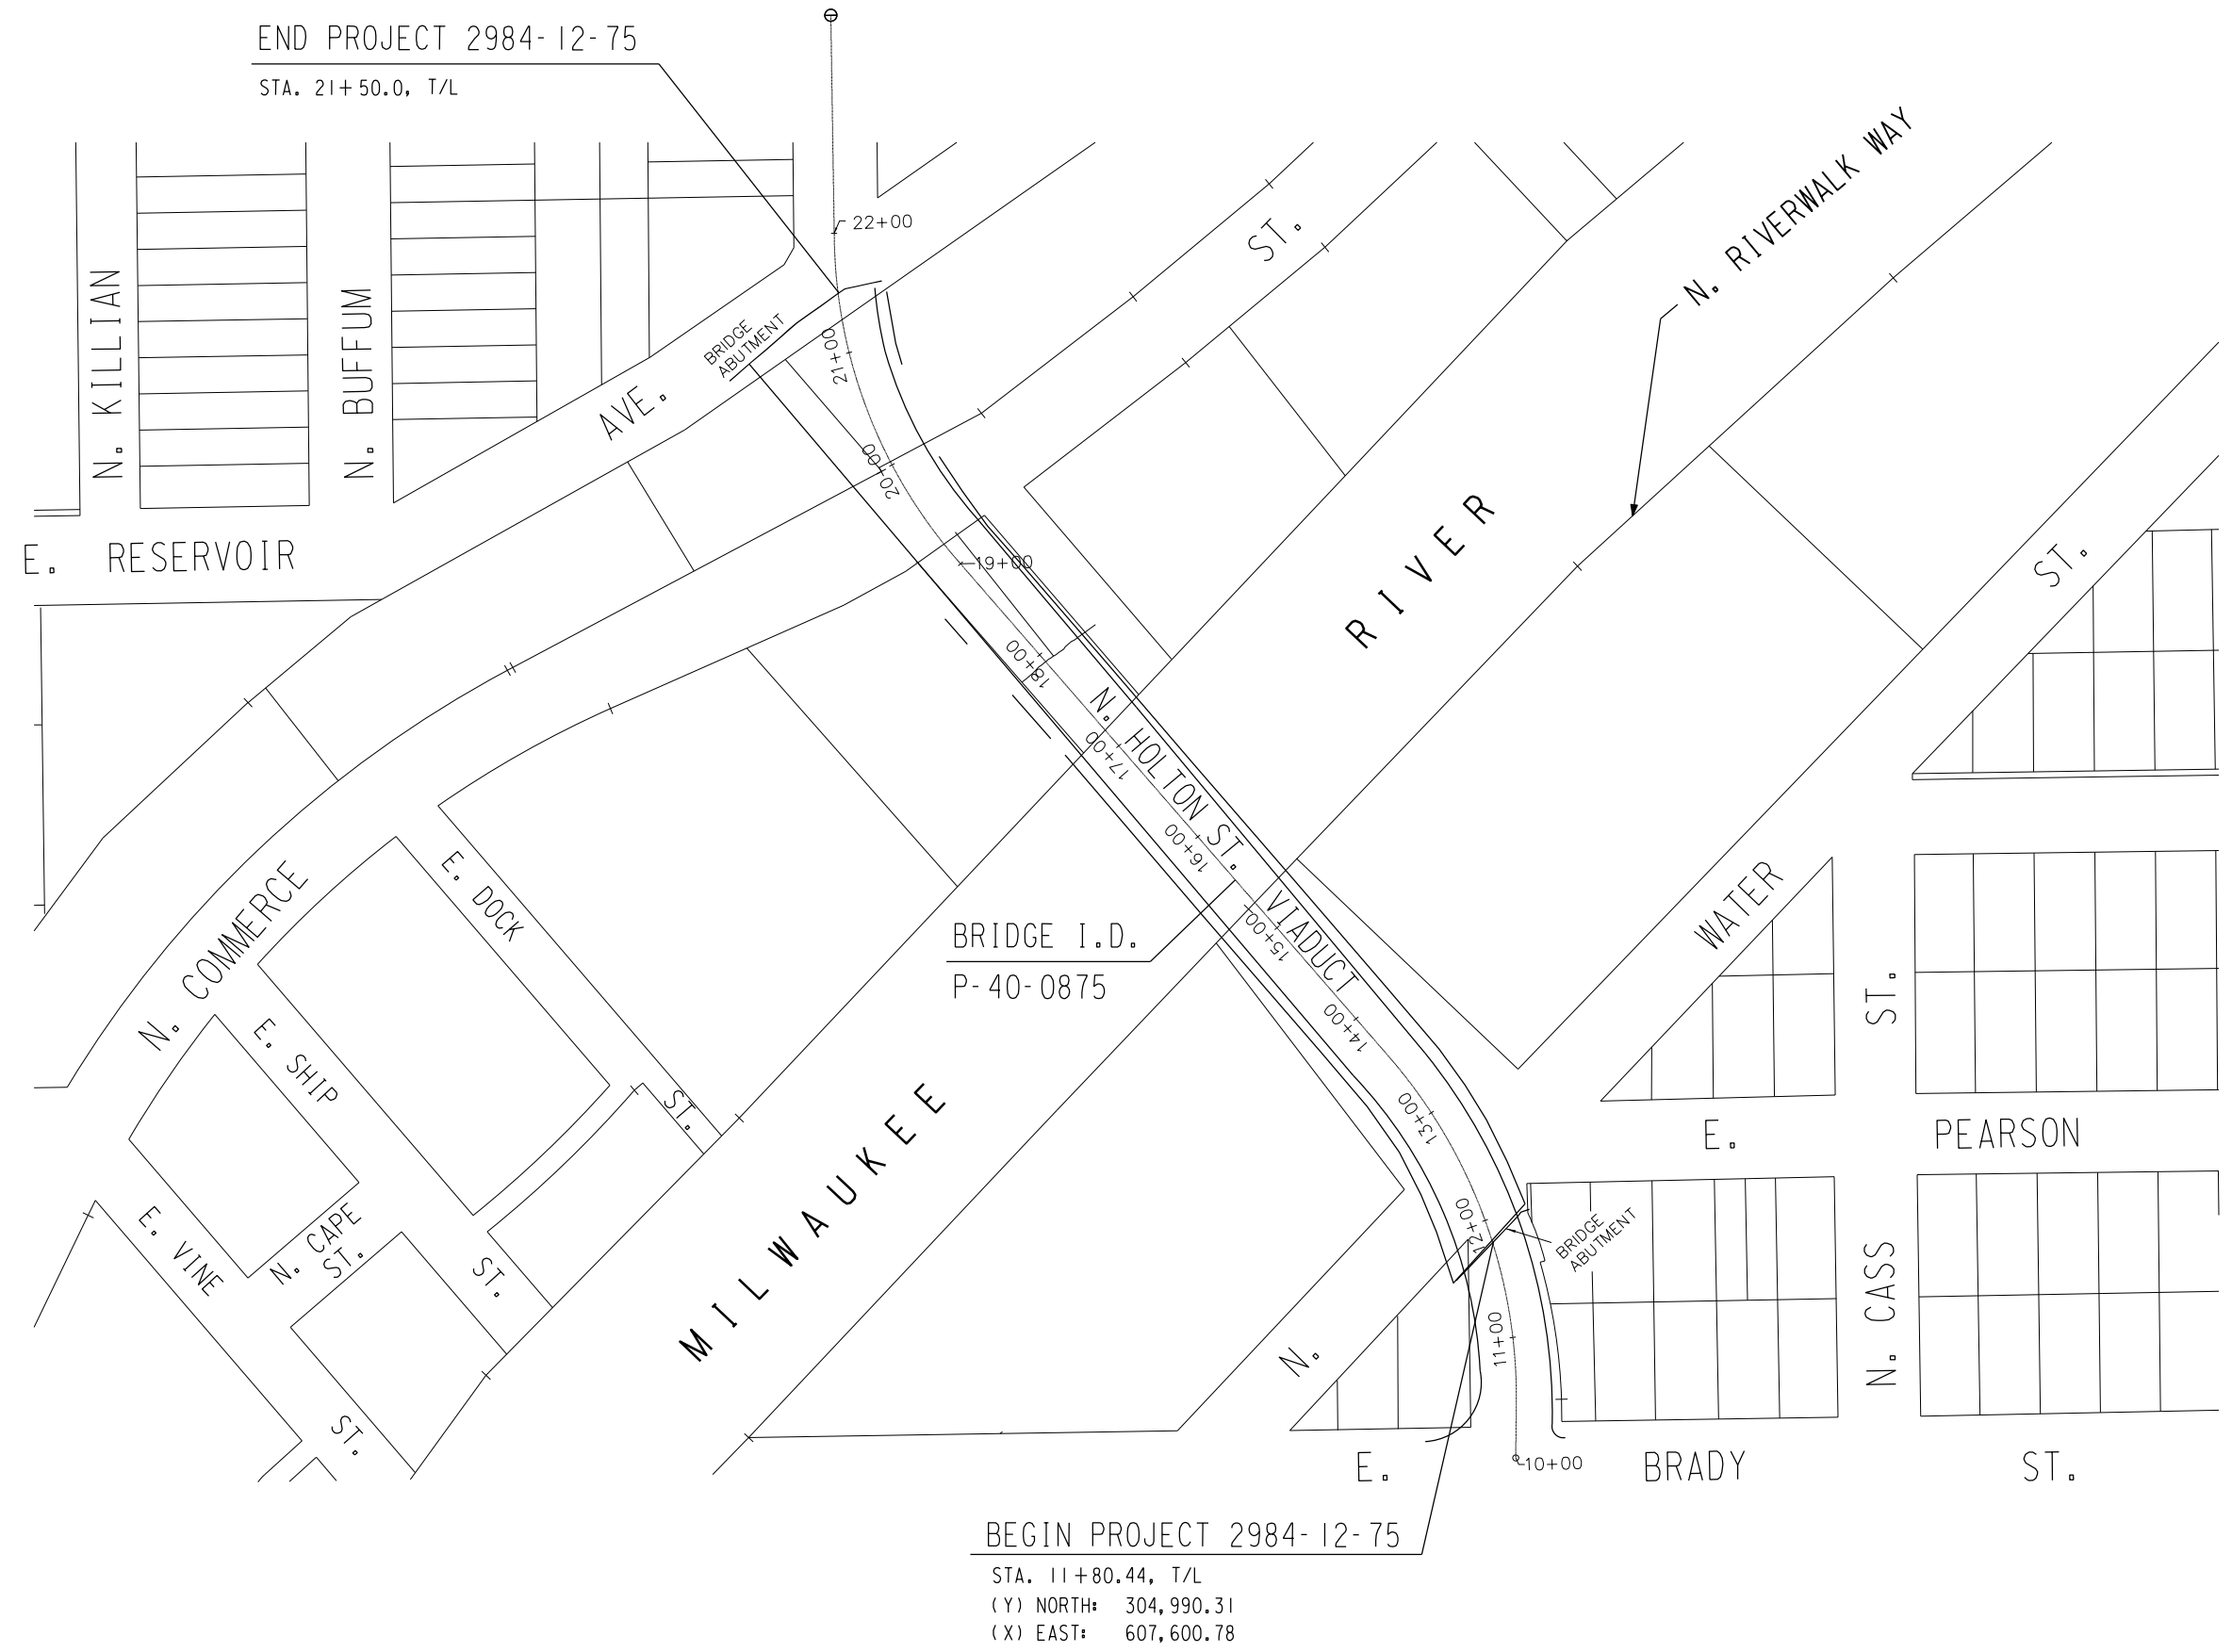 END PROJECT 2984-12-75
STA. 21+50.0, T/L
22+00
N. RIVERWALK WAY
ST.
N. KILLIAN
N. BUFFUM
AVE.
BRIDGE
ABUTMENT
21+00
20+00
19+00
18+00
17+00
16+00
15+00
14+00
13+00
12+00
11+00
10+00
E. RESERVOIR
RIVER
ST.
N. HOLTON ST. VIADUCT
N. COMMERCE
E. DOCK
ST.
BRIDGE I.D.
P-40-0875
WATER
ST.
E. SHIP
ST.
E. PEARSON
MILWAUKEE
E. VINE
ST.
N. CAPE
ST.
BRIDGE
ABUTMENT
N. CASS
N.
E. BRADY ST.
BEGIN PROJECT 2984-12-75
STA. 11+80.44, T/L
(Y) NORTH: 304,990.31
(X) EAST: 607,600.78